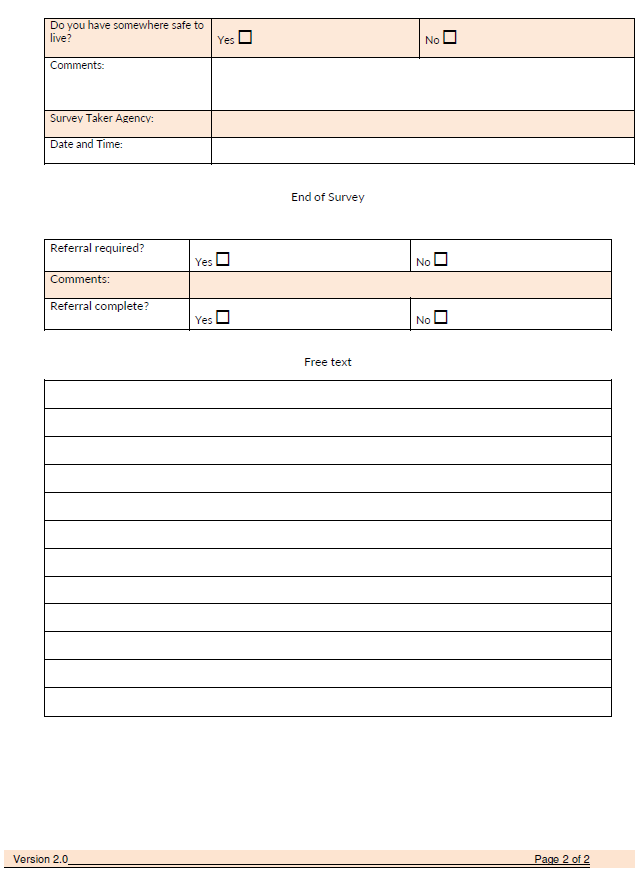 Do you have somewhere safe to
live?
Yes ☐ No ☐
Comments:
Survey Taker Agency:
Date and Time:
End of Survey
Referral required?
Yes ☐ No ☐
Comments:
Referral complete?
Yes ☐ No ☐
Free text
Version 2.0 Page 2 of 2